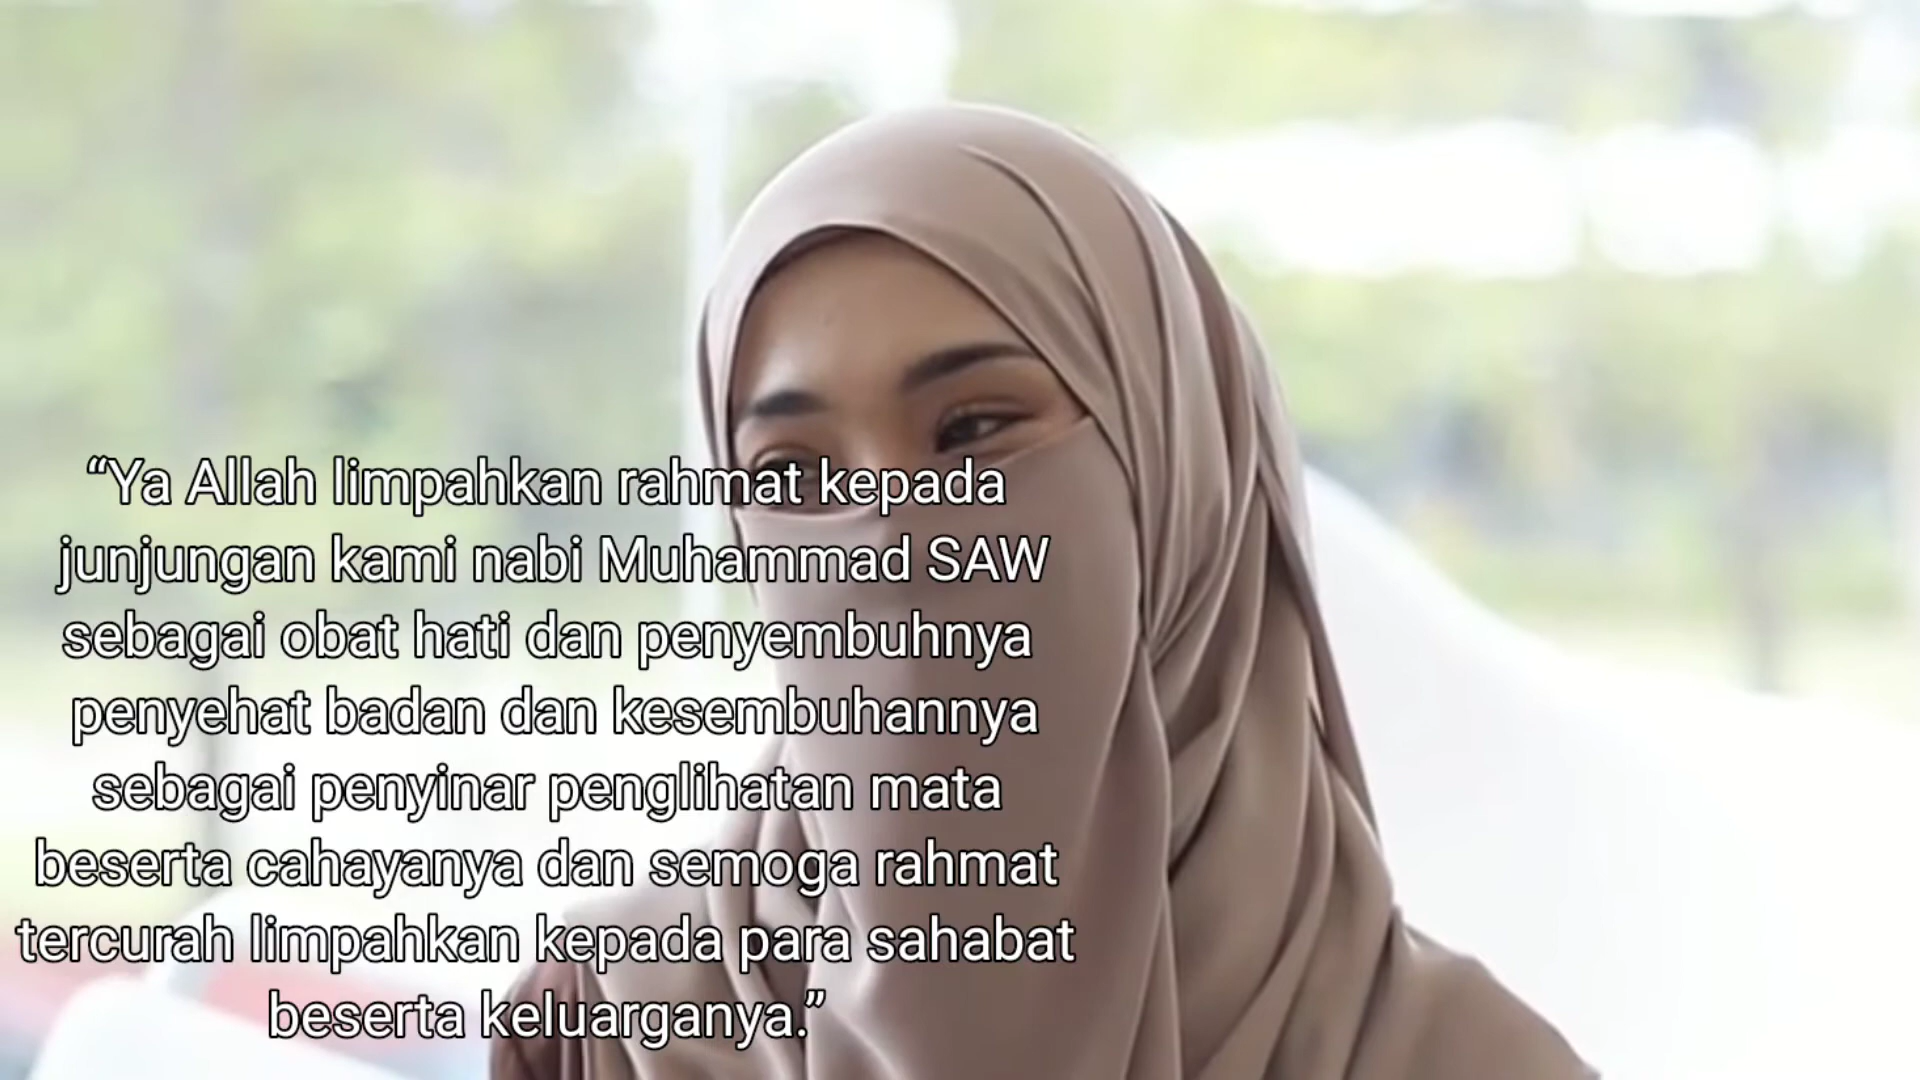 “Ya Allah limpahkan rahmat kepada
junjungan kami nabi Muhammad SAW
sebagai obat hati dan penyembuhnya
penyehat badan dan kesembuhannya
sebagai penyinar penglihatan mata
beserta cahayanya dan semoga rahmat
tercurah limpahkan kepada para sahabat
beserta keluarganya.”